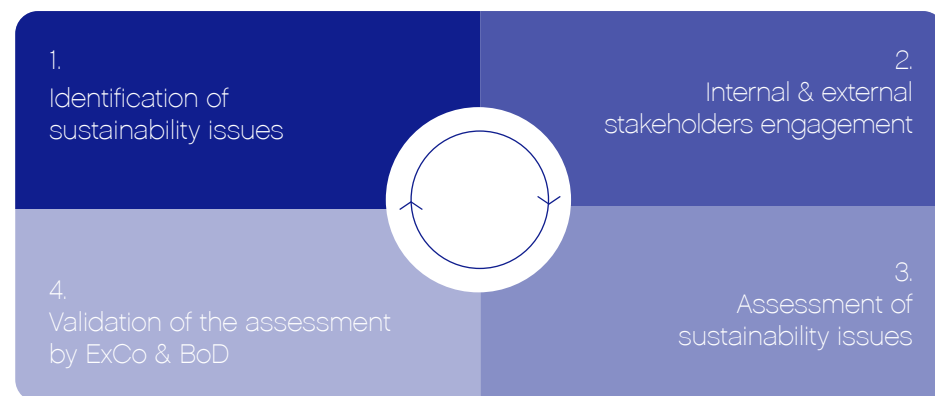 1.
Identification of
sustainability issues
2.
Internal & external
stakeholders engagement
3.
Assessment of
sustainability issues
4.
Validation of the assessment
by ExCo & BoD